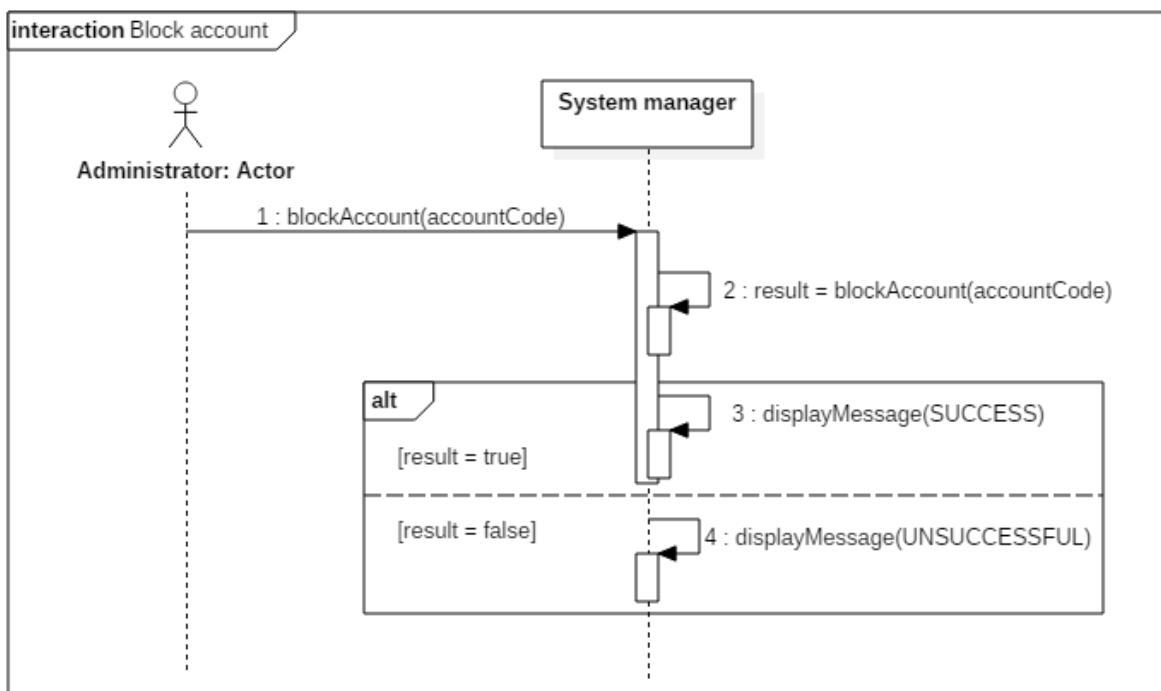 interaction Block account
System manager
Administrator: Actor
1 : blockAccount(accountCode)
2 : result = blockAccount(accountCode)
alt
3 : displayMessage(SUCCESS)
[result = true]
[result = false]
4 : displayMessage(UNSUCCESSFUL)